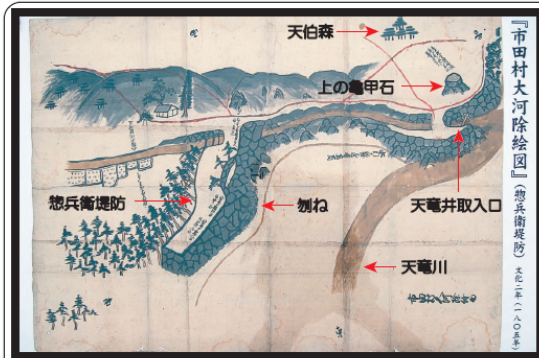 『市田村大河除絵図』(惣兵衛堤防) 文化二年(一八〇五年)
天伯森
上の亀甲石
惣兵衛堤防
刎ね
天竜井取入口
天竜川